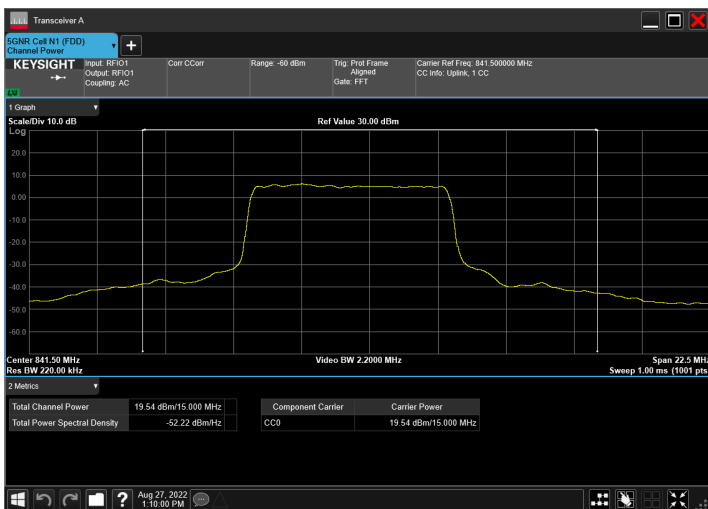 Transceiver A
5GNR Cell N1 (FDD)
Channel Power
KEYSIGHT
LXI
Input: RFIO1
Output: RFIO1
Coupling: AC
Corr CCorr
Range: -60 dBm
Trig: Prot Frame
Aligned
Gate: FFT
Carrier Ref Freq: 841.500000 MHz
CC Info: Uplink, 1 CC
1 Graph
Scale/Div 10.0 dB
Ref Value 30.00 dBm
Log
20.0
10.0
0.00
-10.0
-20.0
-30.0
-40.0
-50.0
-60.0
Center 841.50 MHz
Video BW 2.2000 MHz
Span 22.5 MHz
Res BW 220.00 kHz
Sweep 1.00 ms (1001 pts
2 Metrics
Total Channel Power 19.54 dBm/15.000 MHz
Total Power Spectral Density -52.22 dBm/Hz
Component Carrier Carrier Power
CC0 19.54 dBm/15.000 MHz
?
Aug 27, 2022
1:10:00 PM